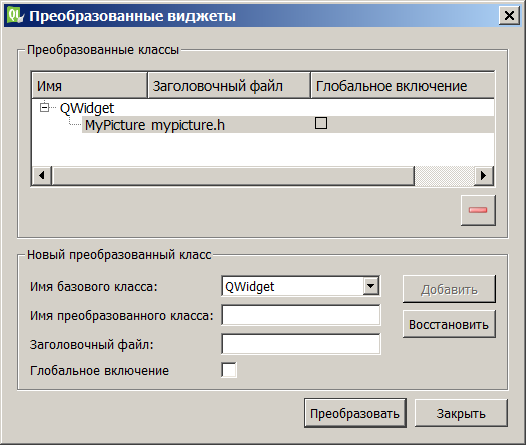 Преобразованные виджеты
Преобразованные классы
Имя Заголовочный файл Глобальное включение
QWidget
MyPicture mypicture.h
Новый преобразованный класс
Имя базового класса: QWidget Добавить
Имя преобразованного класса: Восстановить
Заголовочный файл:
Глобальное включение
Преобразовать Закрыть